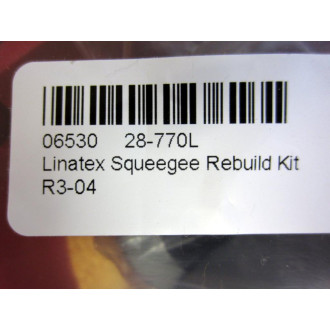 06530 28-770L
Linatex Squeegee Rebuild Kit
R3-04